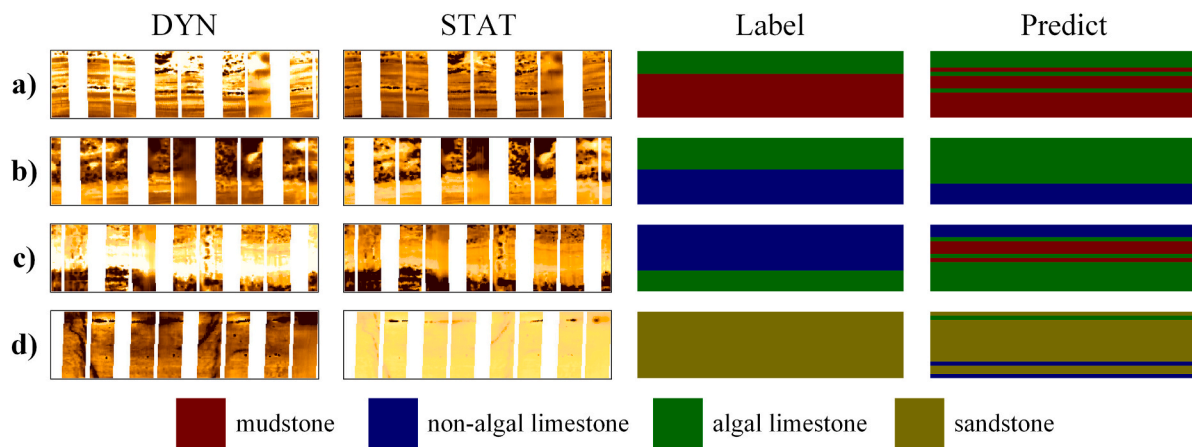 DYN STAT Label Predict
a)
b)
c)
d)
mudstone non-algal limestone algal limestone sandstone